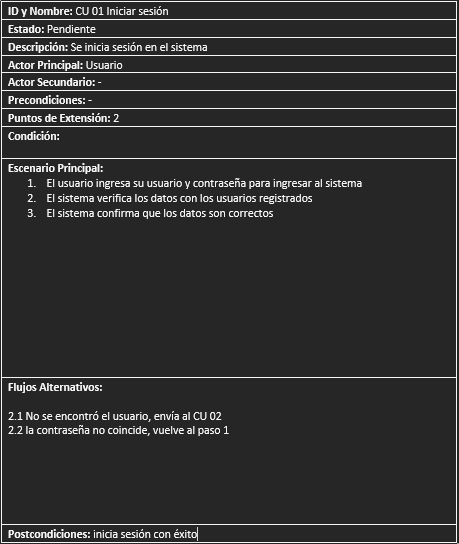 ID y Nombre: CU 01 Iniciar sesión
Estado: Pendiente
Descripción: Se inicia sesión en el sistema
Actor Principal: Usuario
Actor Secundario: -
Precondiciones: -
Puntos de Extensión: 2
Condición:
Escenario Principal:
1. El usuario ingresa su usuario y contraseña para ingresar al sistema
2. El sistema verifica los datos con los usuarios registrados
3. El sistema confirma que los datos son correctos
Flujos Alternativos:
2.1 No se encontró el usuario, envía al CU 02
2.2 la contraseña no coincide, vuelve al paso 1
Postcondiciones: inicia sesión con éxito